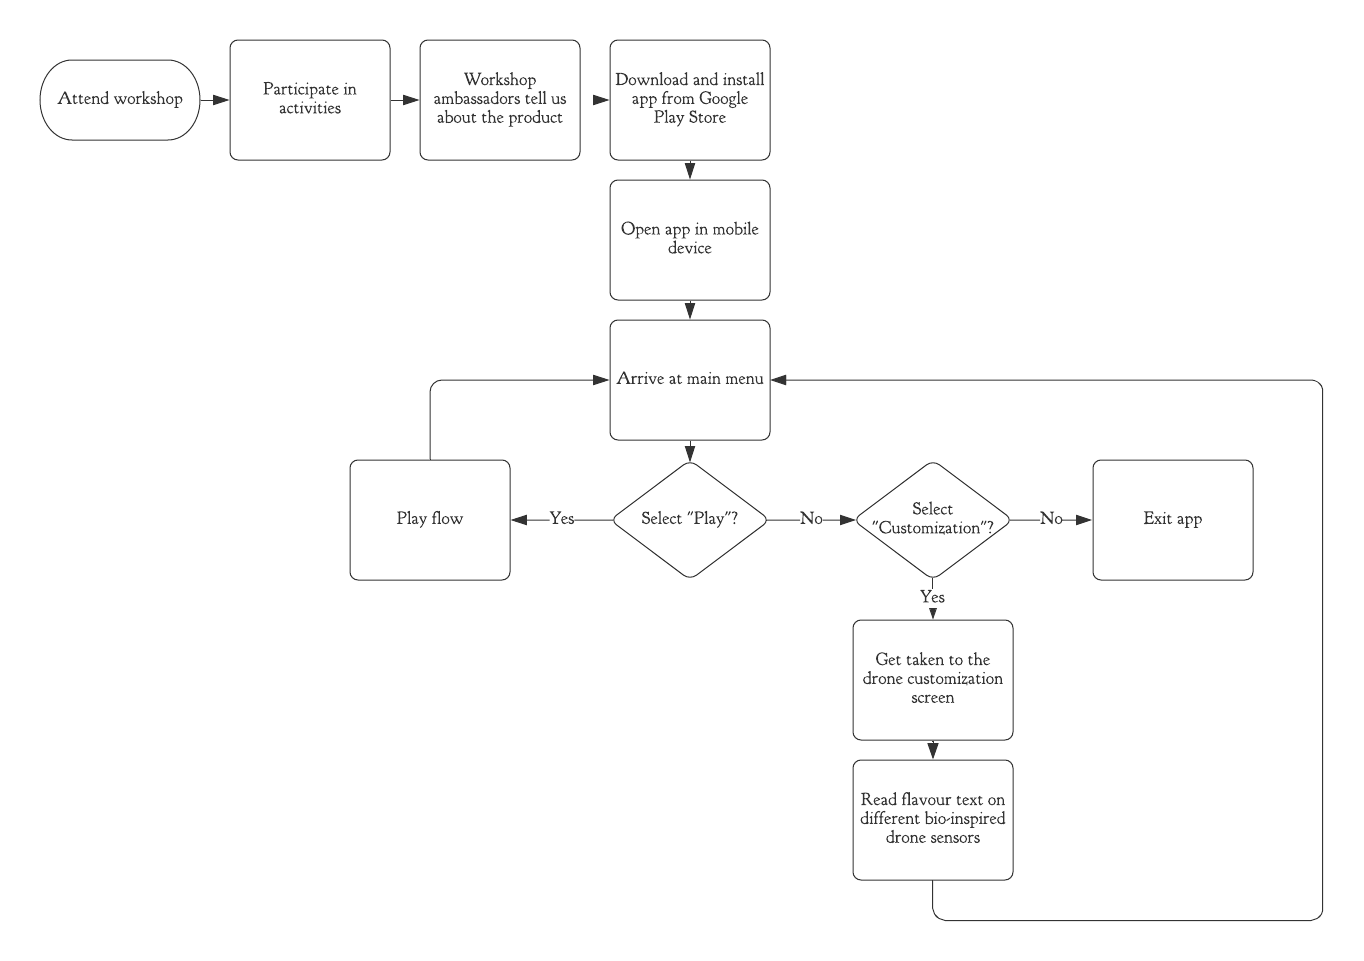 Attend workshop
Participate in
activities
Workshop
ambassadors tell us
about the product
Download and install
app from Google
Play Store
Open app in mobile
device
Arrive at main menu
Play flow
Yes
Select "Play"?
No
Select
"Customization"?
No
Exit app
Yes
Get taken to the
drone customization
screen
Read flavour text on
different bio-inspired
drone sensors